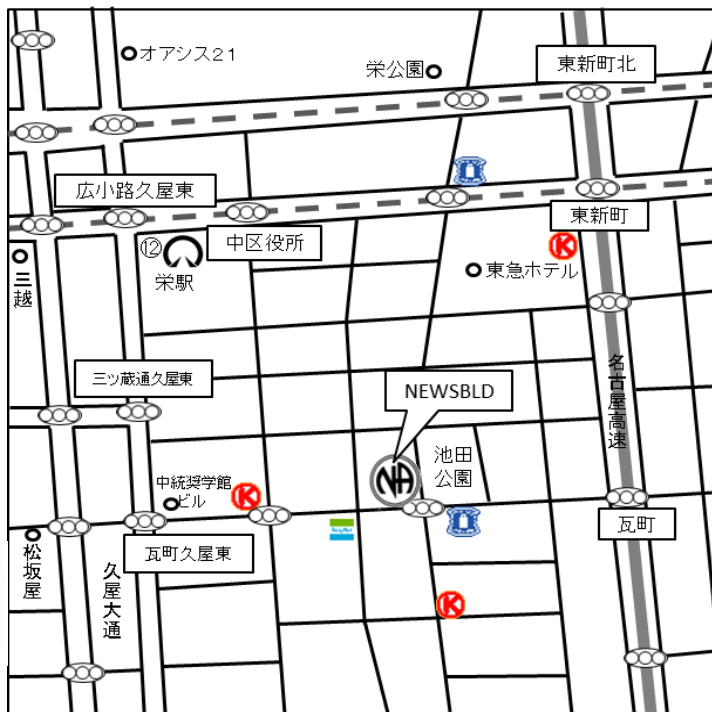 オアシス21
栄公園
東新町北
広小路久屋東
東新町
⑫
栄駅
中区役所
三越
東急ホテル
三ツ蔵通久屋東
NEWSBLD
名古屋高速
NA
池田
公園
中統奨学館
ビル
K
K
K
瓦町
瓦町久屋東
松坂屋
久屋大通